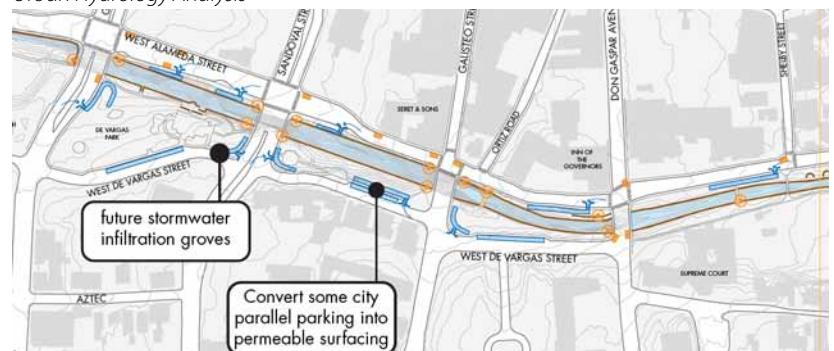 Urban Hydrology Analysis
WEST ALAMEDA STREET
SANDOVAL STR
GALISTEO STREET
DON GASPAR AVEN
SHELBY STREET
SERET & SONS
ORTIZ ROAD
DE VARGAS
PARK
INN OF
THE
GOVERNORS
WEST DE VARGAS STREET
future stormwater
infiltration groves
WEST DE VARGAS STREET
SUPREME COURT
AZTEC
Convert some city
parallel parking into
permeable surfacing